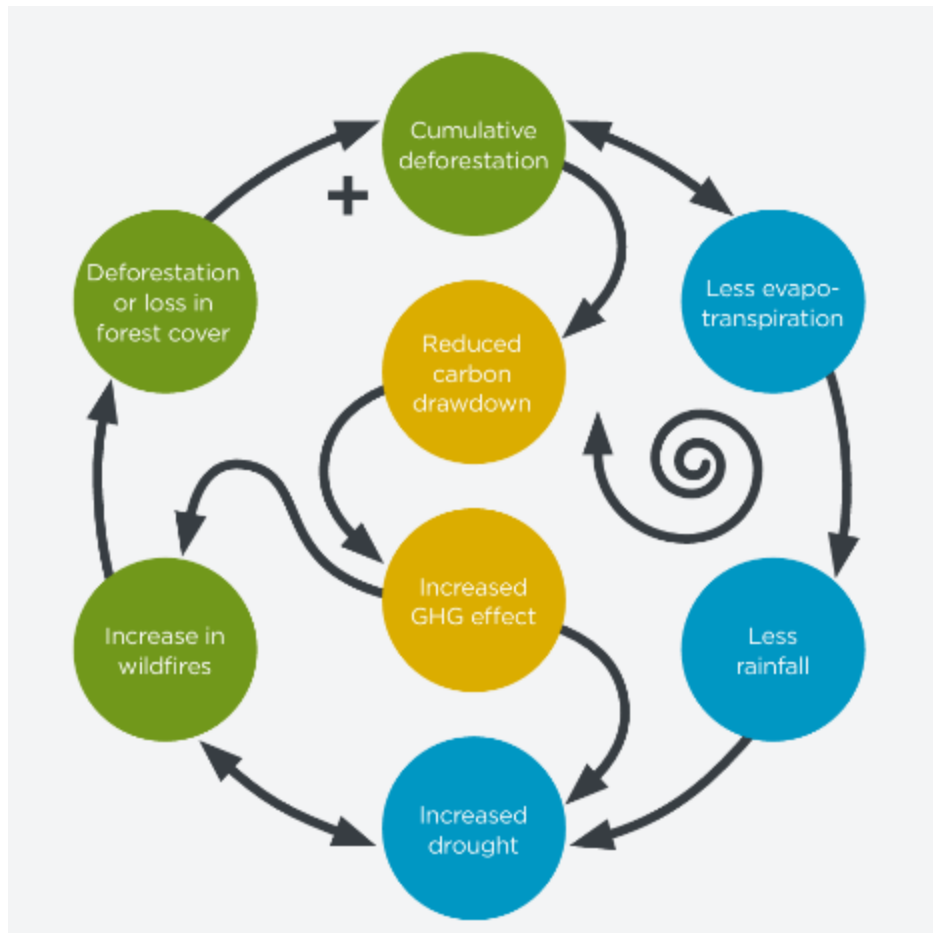 Cumulative
deforestation
+
Deforestation
or loss in
forest cover
Less evapo-
transpiration
Reduced
carbon
drawdown
Increased
GHG effect
Increase in
wildfires
Less
rainfall
Increased
drought